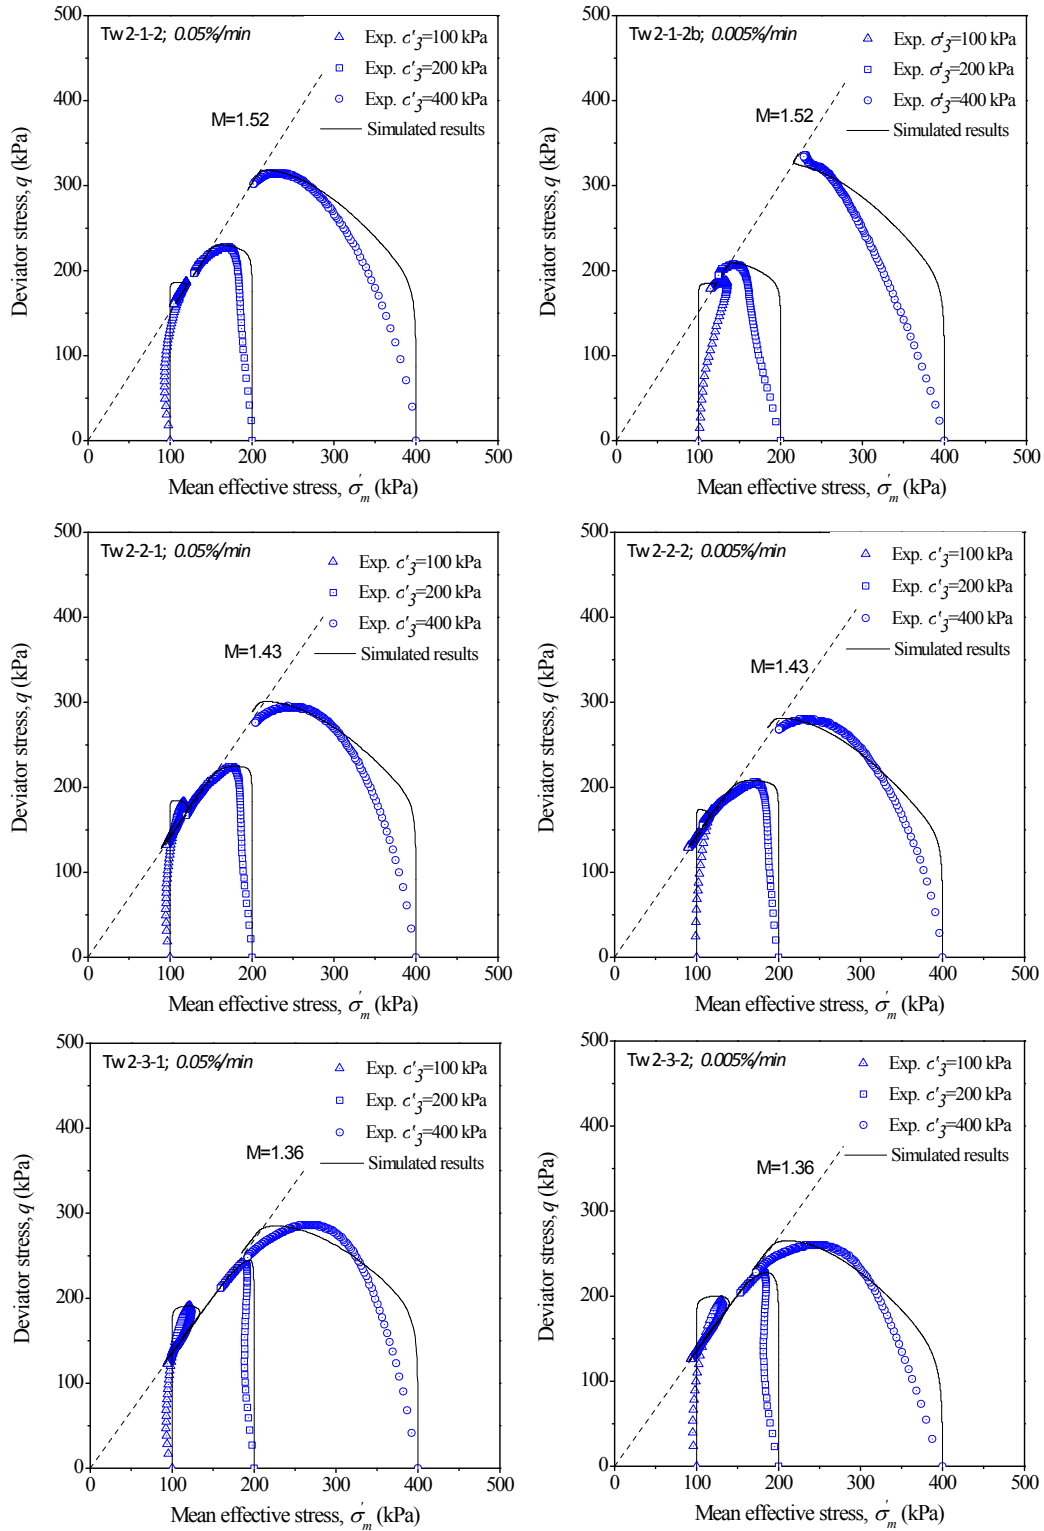 Tw2-1-2; 0.05%/min
Exp. c'3=100 kPa
Exp. c'3=200 kPa
Exp. c'3=400 kPa
Simulated results
M=1.52
Deviator stress, q (kPa)
500
400
300
200
100
0
0 100 200 300 400 500
Mean effective stress, σ'm (kPa)
Tw2-1-2b; 0.005%/min
Exp. σ'3=100 kPa
Exp. σ'3=200 kPa
Exp. σ'3=400 kPa
Simulated results
M=1.52
Deviator stress, q (kPa)
500
400
300
200
100
0
0 100 200 300 400 500
Mean effective stress, σ'm (kPa)
Tw2-2-1; 0.05%/min
Exp. c'3=100 kPa
Exp. c'3=200 kPa
Exp. c'3=400 kPa
Simulated results
M=1.43
Deviator stress, q (kPa)
500
400
300
200
100
0
0 100 200 300 400 500
Mean effective stress, σ'm (kPa)
Tw2-2-2; 0.005%/min
Exp. c'3=100 kPa
Exp. c'3=200 kPa
Exp. c'3=400 kPa
Simulated results
M=1.43
Deviator stress, q (kPa)
500
400
300
200
100
0
0 100 200 300 400 500
Mean effective stress, σ'm (kPa)
Tw2-3-1; 0.05%/min
Exp. c'3=100 kPa
Exp. c'3=200 kPa
Exp. c'3=400 kPa
Simulated results
M=1.36
Deviator stress, q (kPa)
500
400
300
200
100
0
0 100 200 300 400 500
Mean effective stress, σ'm (kPa)
Tw2-3-2; 0.005%/min
Exp. c'3=100 kPa
Exp. c'3=200 kPa
Exp. c'3=400 kPa
Simulated results
M=1.36
Deviator stress, q (kPa)
500
400
300
200
100
0
0 100 200 300 400 500
Mean effective stress, σ'm (kPa)